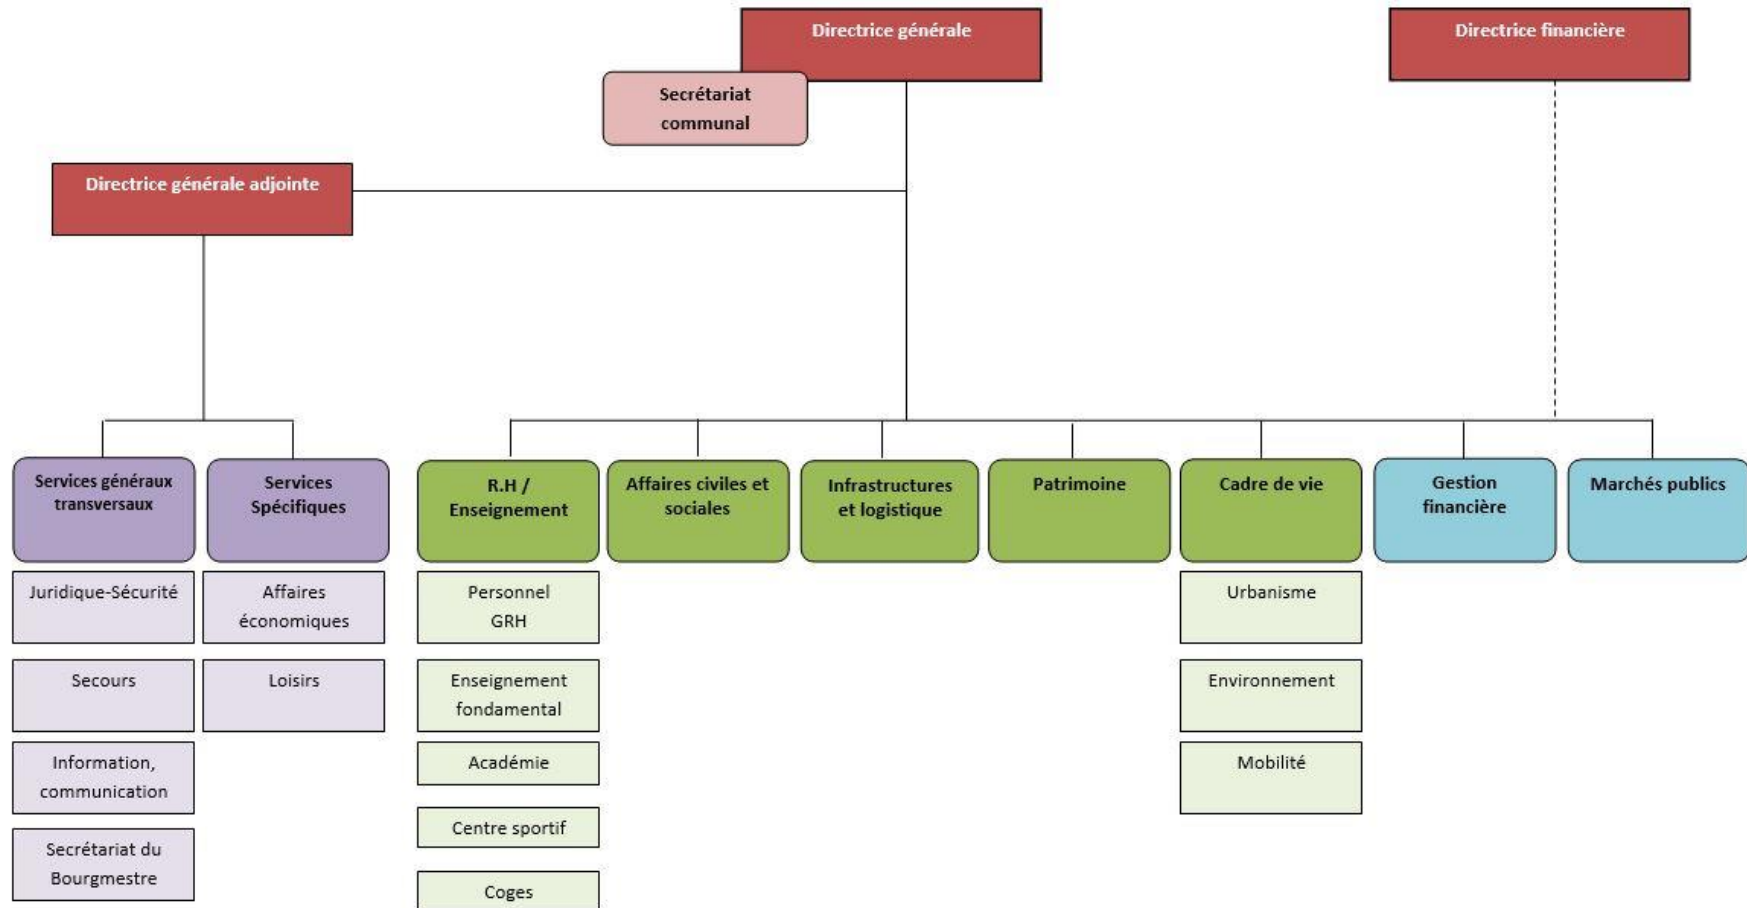 Directrice générale
Directrice financière
Secrétariat
communal
Directrice générale adjointe
Services généraux
transversaux
Services
Spécifiques
R.H /
Enseignement
Affaires civiles et
sociales
Infrastructures
et logistique
Patrimoine
Cadre de vie
Gestion
financière
Marchés publics
Juridique-Sécurité
Secours
Information,
communication
Secrétariat du
Bourgmestre
Affaires
économiques
Loisirs
Personnel
GRH
Enseignement
fondamental
Académie
Centre sportif
Coges
Urbanisme
Environnement
Mobilité